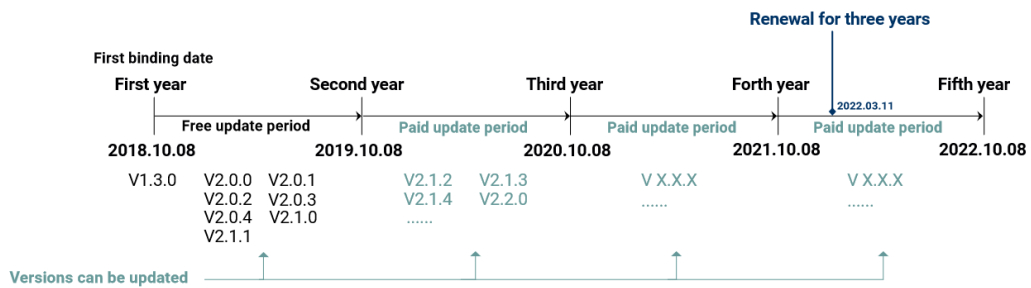 Renewal for three years
First binding date
First year Second year Third year Forth year Fifth year
2022.03.11
Free update period Paid update period Paid update period Paid update period
2018.10.08 2019.10.08 2020.10.08 2021.10.08 2022.10.08
V1.3.0 V2.0.0 V2.0.1 V2.1.2 V2.1.3 V X.X.X V X.X.X
V2.0.2 V2.0.3 V2.1.4 V2.2.0 ...... ......
V2.0.4 V2.1.0 ......
V2.1.1
Versions can be updated